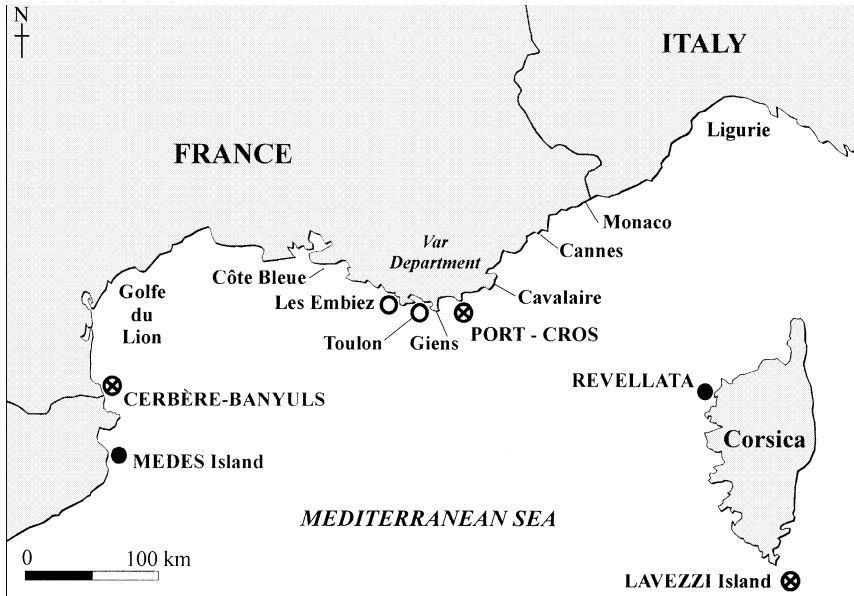 N
ITALY
Ligurie
FRANCE
Monaco
Var
Department
Cannes
Côte Bleue
Golfe
du
Lion
Les Embiez
Cavalaire
Toulon
Giens
PORT - CROS
REVELLATA
CERBÈRE-BANYULS
Corsica
MEDES Island
MEDITERRANEAN SEA
0
100 km
LAVEZZI Island